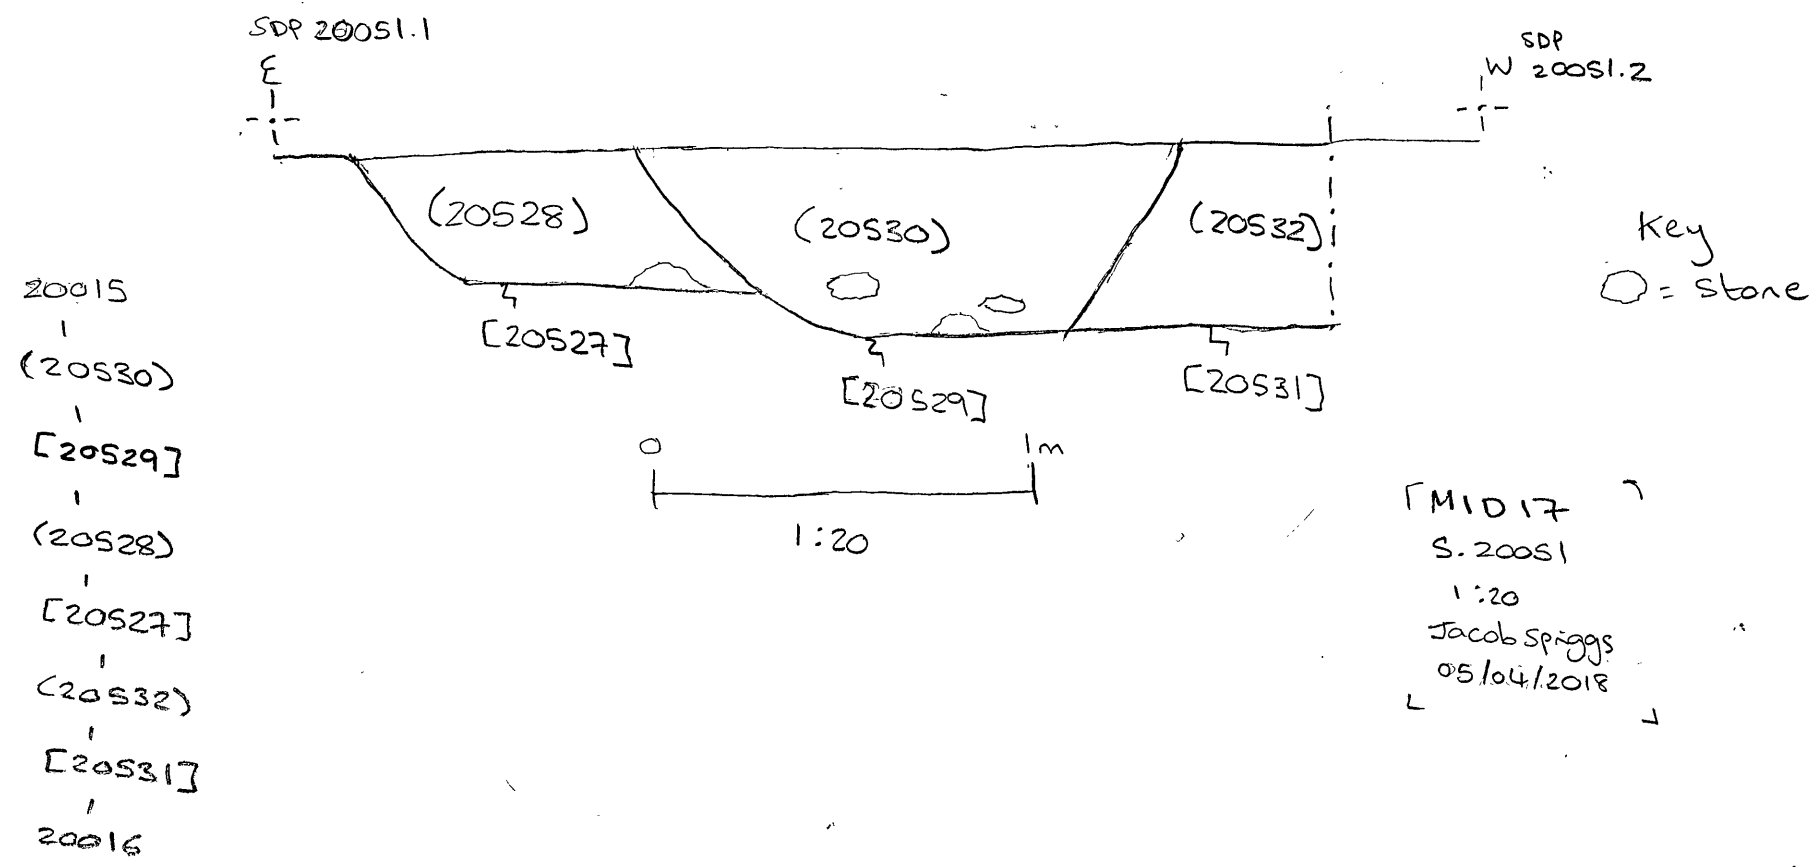 SDP 20051.1
E
SDP
W 20051.2
(20528)
(20530)
(20532)
Key
= Stone
[20527]
[20529]
[20531]
0 1m
1:20
20015
(20530)
[20529]
(20528)
[20527]
(20532)
[20531]
20016
MID17
S.20051
1:20
Jacob Spriggs
05/04/2018